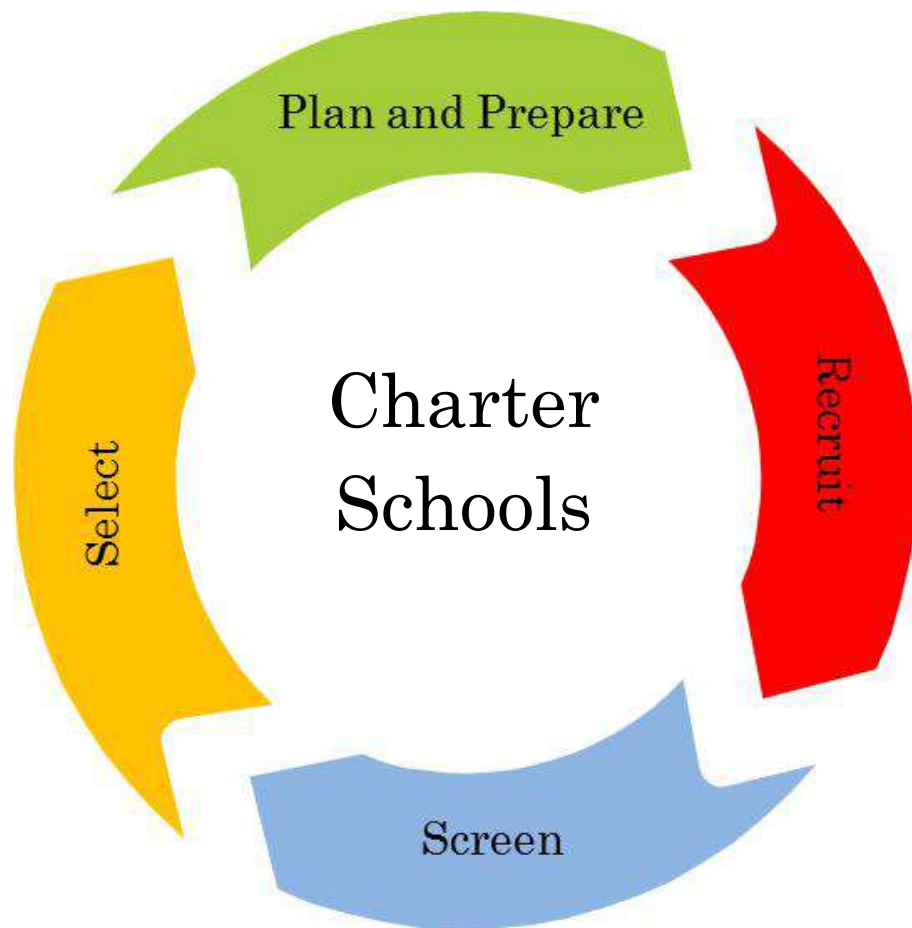 Plan and Prepare
Recruit
Charter
Schools
Select
Screen